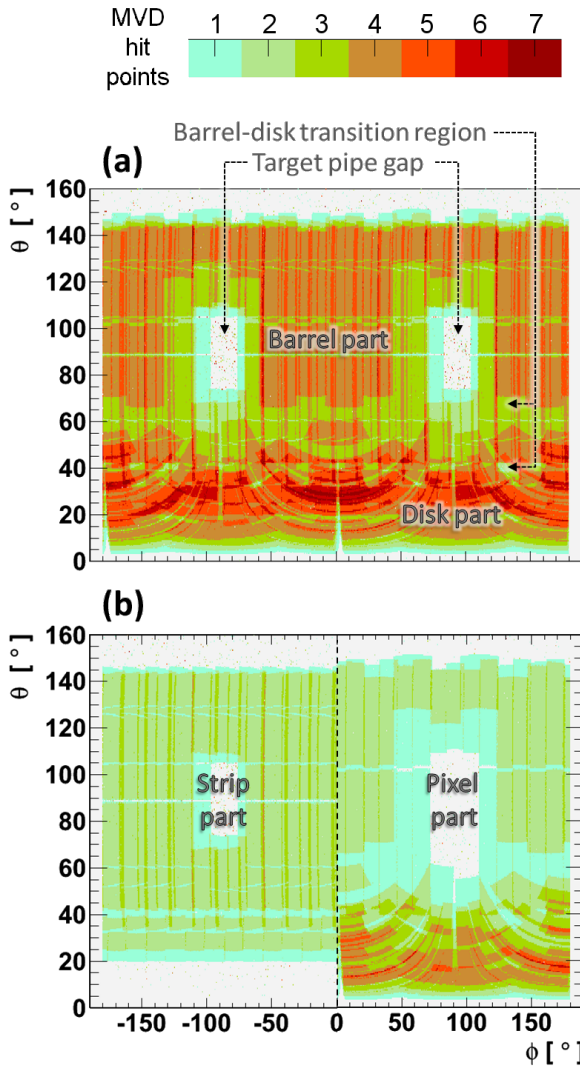 MVD
hit
points
1 2 3 4 5 6 7
Barrel-disk transition region
(a) Target pipe gap
160
140
120
100
80
60
40
20
0
θ [ ° ]
Barrel part
Disk part
(b)
160
140
120
100
80
60
40
20
0
θ [ ° ]
Strip
part
Pixel
part
-150 -100 -50 0 50 100 150
ϕ [ ° ]